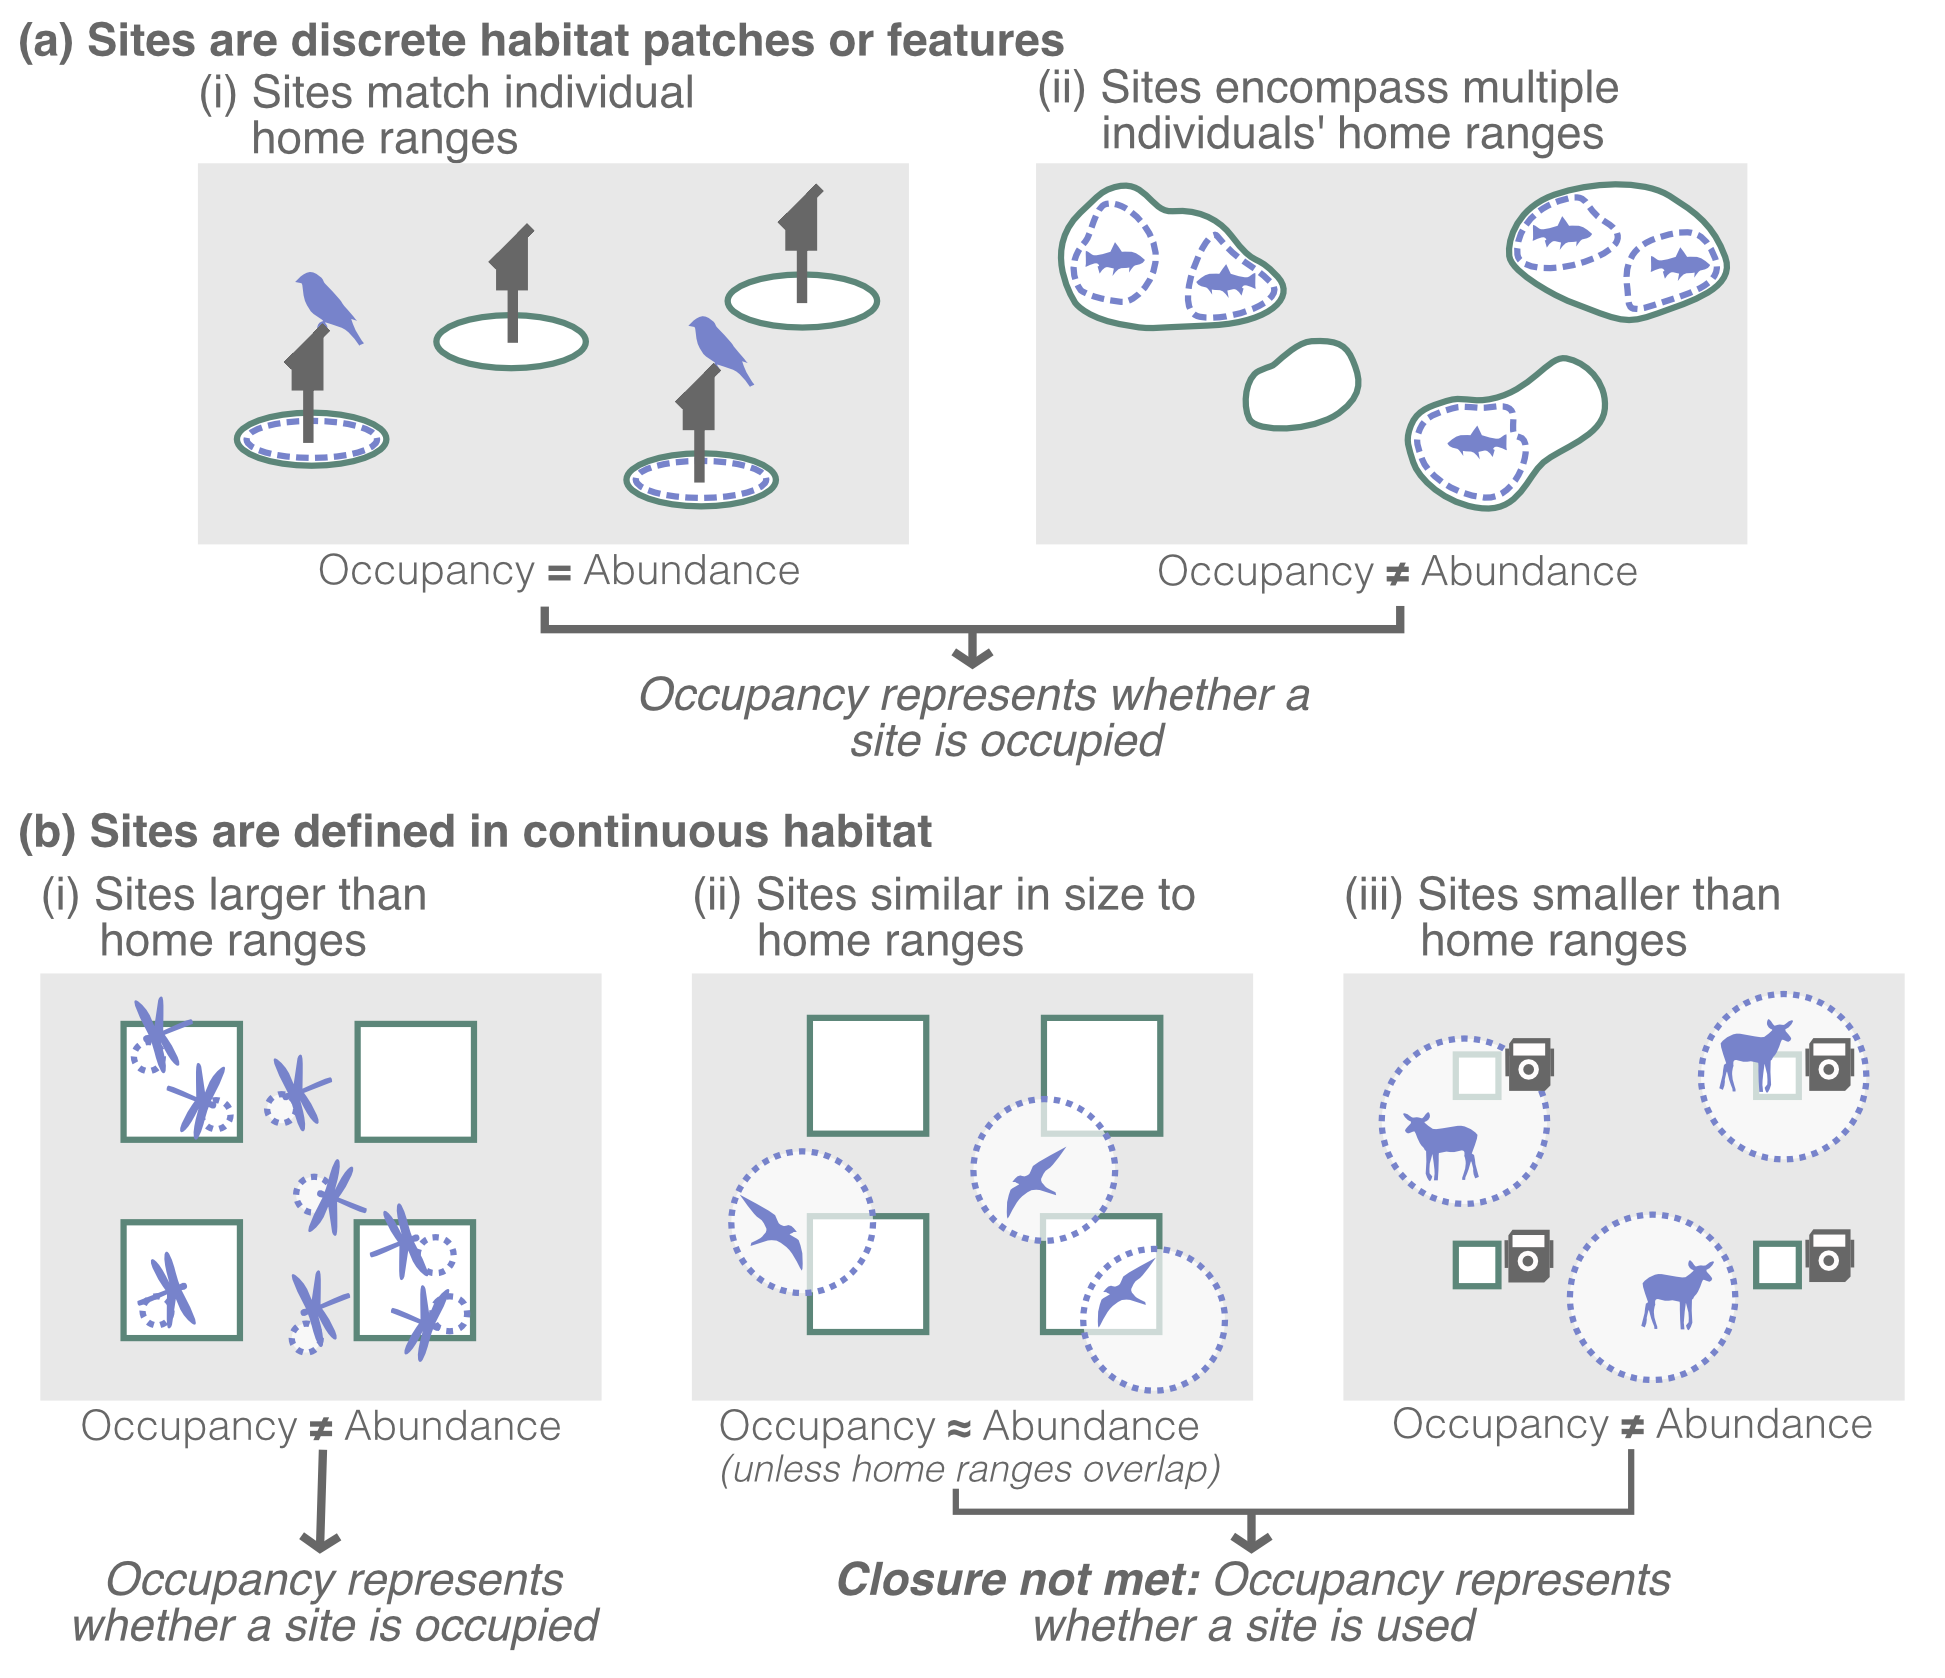 (a) Sites are discrete habitat patches or features
(i) Sites match individual
home ranges
(ii) Sites encompass multiple
individuals' home ranges
Occupancy = Abundance
Occupancy ≠ Abundance
Occupancy represents whether a
site is occupied
(b) Sites are defined in continuous habitat
(i) Sites larger than
home ranges
(ii) Sites similar in size to
home ranges
(iii) Sites smaller than
home ranges
Occupancy ≠ Abundance
Occupancy ≈ Abundance
(unless home ranges overlap)
Occupancy ≠ Abundance
Occupancy represents
whether a site is occupied
Closure not met: Occupancy represents
whether a site is used